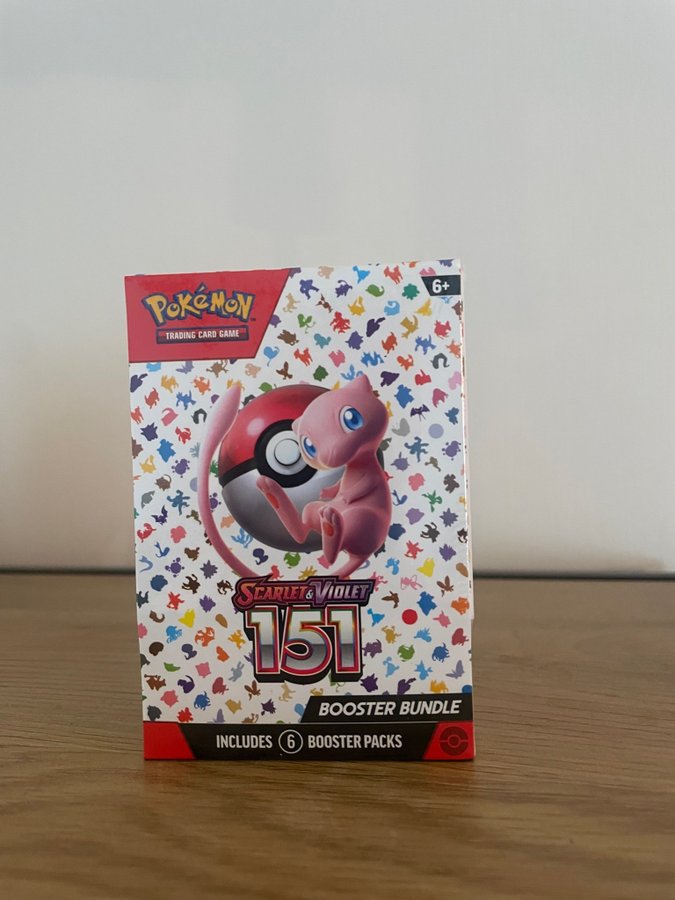 6+
POKéMON
TRADING CARD GAME
SCARLET & VIOLET
151
BOOSTER BUNDLE
INCLUDES 6 BOOSTER PACKS